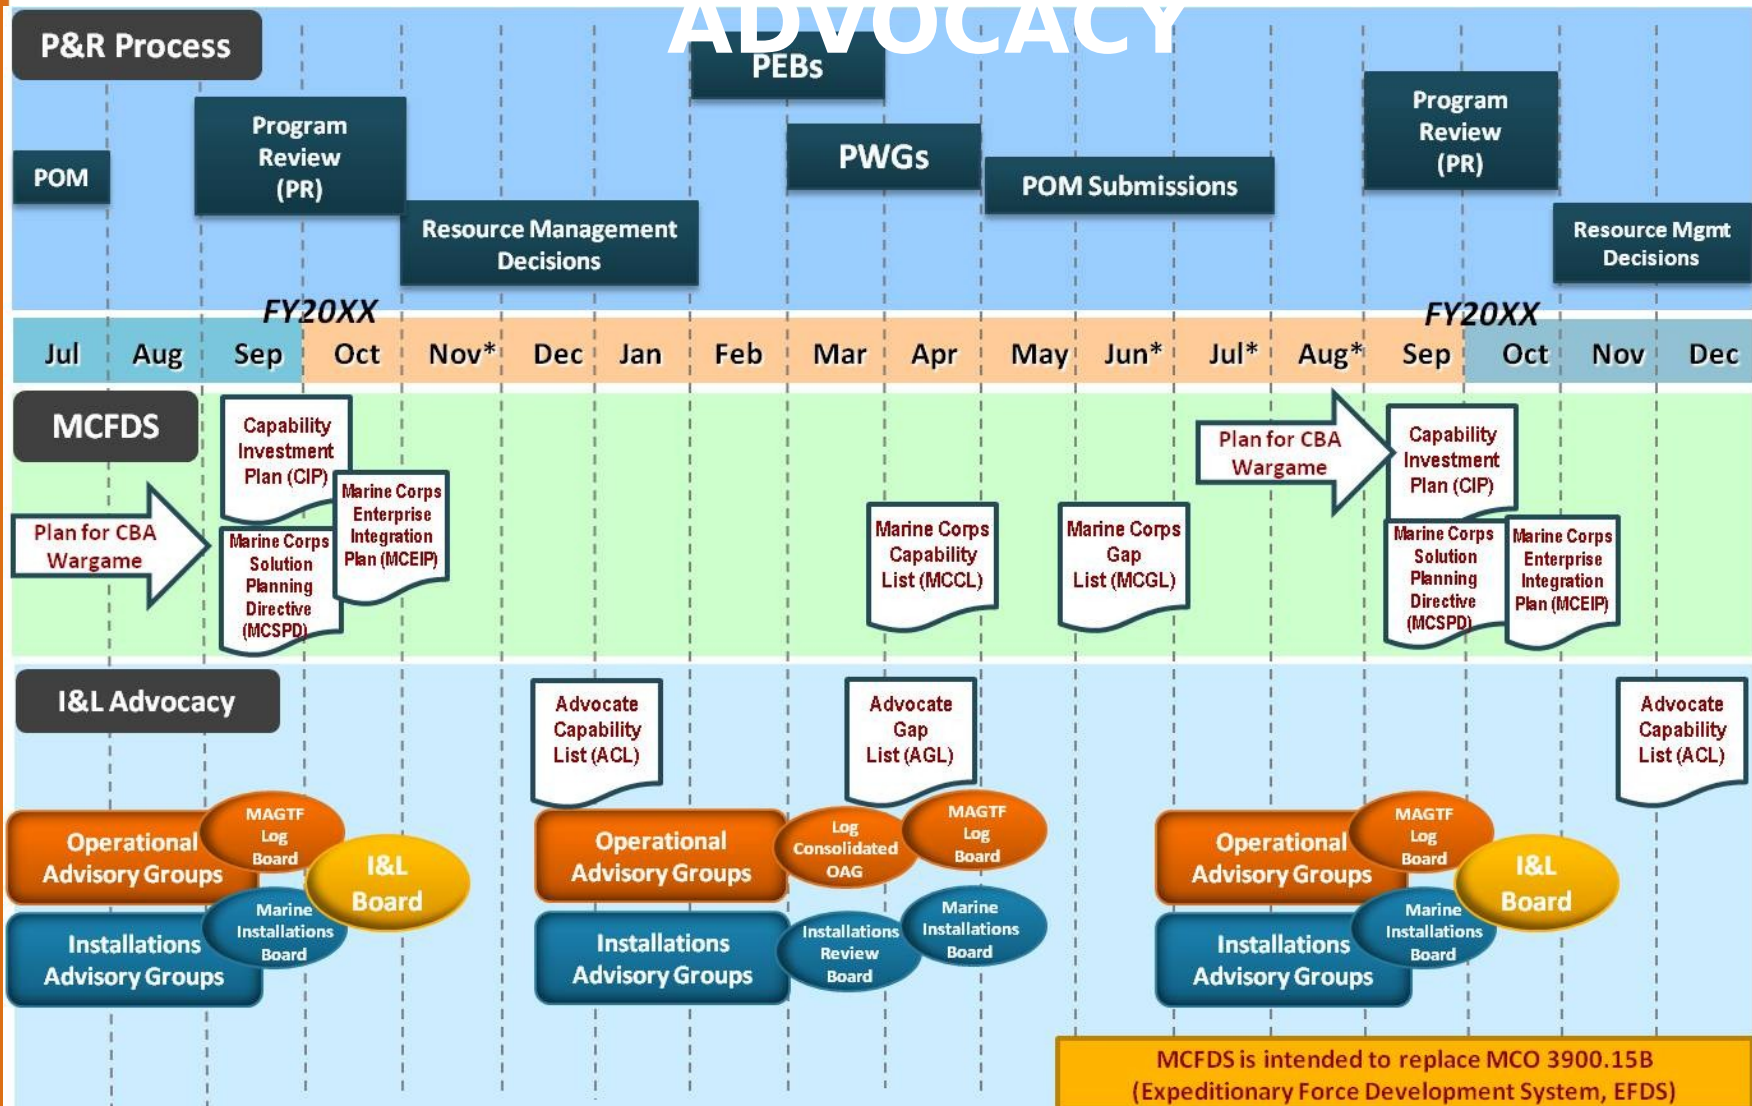 ADVOCACY
P&R Process
PEBs
Program
Review
(PR)
PWGs
Program
Review
(PR)
POM
POM Submissions
Resource Management
Decisions
Resource Mgmt
Decisions
FY20XX
FY20XX
Jul Aug Sep Oct Nov* Dec Jan Feb Mar Apr May Jun* Jul* Aug* Sep Oct Nov Dec
MCFDS
Plan for CBA
Wargame
Capability
Investment
Plan (CIP)
Marine Corps
Enterprise
Integration
Plan (MCEIP)
Marine Corps
Solution
Planning
Directive
(MCSPD)
Marine Corps
Capability
List (MCCL)
Marine Corps
Gap
List (MCGL)
Plan for CBA
Wargame
Capability
Investment
Plan (CIP)
Marine Corps
Solution
Planning
Directive
(MCSPD)
Marine Corps
Enterprise
Integration
Plan (MCEIP)
I&L Advocacy
Advocate
Capability
List (ACL)
Advocate
Gap
List (AGL)
Advocate
Capability
List (ACL)
Operational
Advisory Groups
MAGTF
Log
Board
I&L
Board
Installations
Advisory Groups
Marine
Installations
Board
Operational
Advisory Groups
Log
Consolidated
OAG
MAGTF
Log
Board
Installations
Advisory Groups
Installations
Review
Board
Marine
Installations
Board
Operational
Advisory Groups
MAGTF
Log
Board
I&L
Board
Installations
Advisory Groups
Marine
Installations
Board
MCFDS is intended to replace MCO 3900.15B
(Expeditionary Force Development System, EFDS)